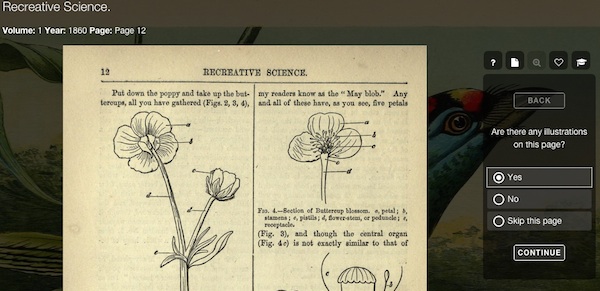 Recreative Science.
Volume: 1 Year: 1860 Page: Page 12
12
RECREATIVE SCIENCE.
Put down the poppy and take up the but-
tercups, all you have gathered (Figs. 2, 3, 4),
my readers know as the “May blob.” Any
and all of these have, as you see, five petals
a
b
c
d
d
e
a
b
c
e
d
FIG. 4.—Section of Buttercup blossom. a, petal; b,
stamens; c, pistils; d, flower-stem, or peduncle; e,
receptacle.
(Fig. 3), and though the central organ
(Fig. 4 c) is not exactly similar to that of
c
?
BACK
Are there any illustrations
on this page?
Yes
No
Skip this page
CONTINUE